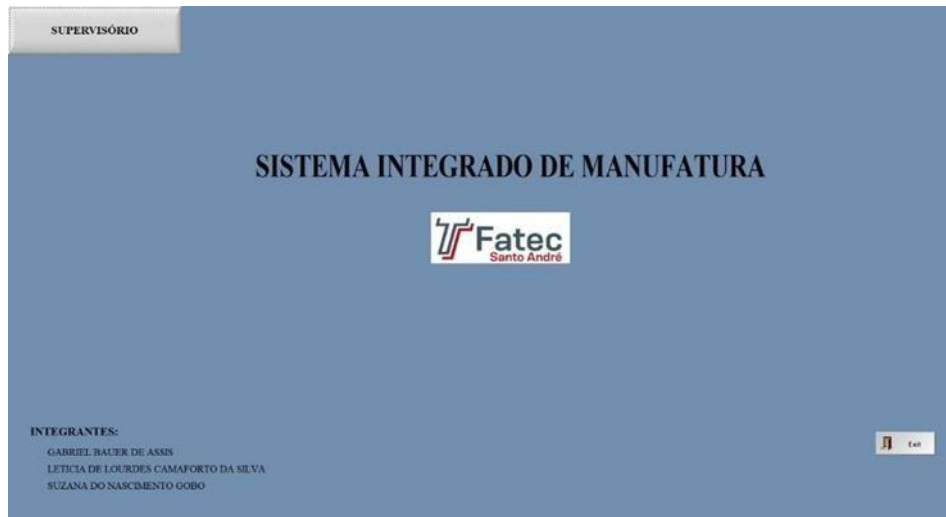 SUPERVISÓRIO
SISTEMA INTEGRADO DE MANUFATURA
Fatec
Santo André
INTEGRANTES:
GABRIEL BAUER DE ASSIS
LETICIA DE LOURDES CAMAFORTO DA SILVA
SUZANA DO NASCIMENTO GOBO
Exit